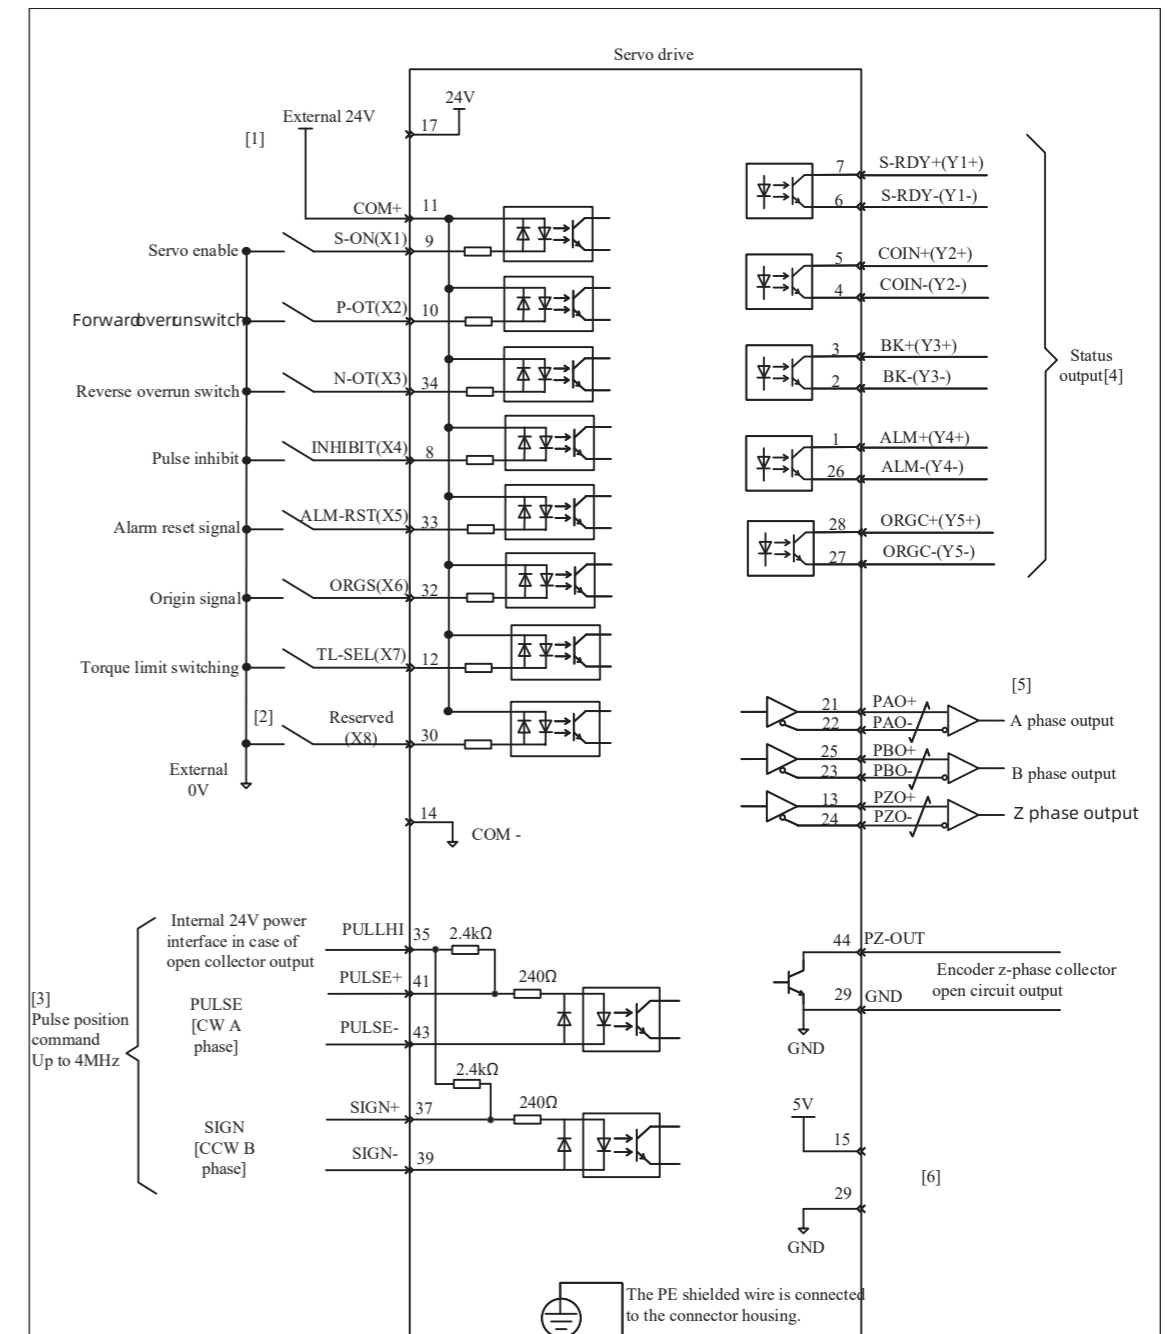 Servo drive
24V
External 24V
[1]
17
COM+ 11
S-ON(X1) 9
Servo enable
P-OT(X2) 10
Forwardoverrunswitch
N-OT(X3) 34
Reverse overrun switch
INHIBIT(X4) 8
Pulse inhibit
ALM-RST(X5) 33
Alarm reset signal
ORGS(X6) 32
Origin signal
TL-SEL(X7) 12
Torque limit switching
[2]
Reserved
(X8) 30
External
0V
14
COM -
7 S-RDY+(Y1+)
6 S-RDY-(Y1-)
5 COIN+(Y2+)
4 COIN-(Y2-)
3 BK+(Y3+)
2 BK-(Y3-)
1 ALM+(Y4+)
26 ALM-(Y4-)
28 ORGC+(Y5+)
27 ORGC-(Y5-)
Status
output[4]
[5]
21 PAO+
22 PAO-
A phase output
25 PBO+
23 PBO-
B phase output
13 PZO+
24 PZO-
Z phase output
Internal 24V power
interface in case of
open collector output
PULLHI 35 2.4kΩ
PULSE+ 41 240Ω
PULSE
[CW A
phase]
PULSE- 43
[3]
Pulse position
command
Up to 4MHz
2.4kΩ
SIGN+ 37 240Ω
SIGN
[CCW B
phase]
SIGN- 39
44 PZ-OUT
Encoder z-phase collector
open circuit output
29 GND
GND
5V
15
[6]
29
GND
The PE shielded wire is connected
to the connector housing.